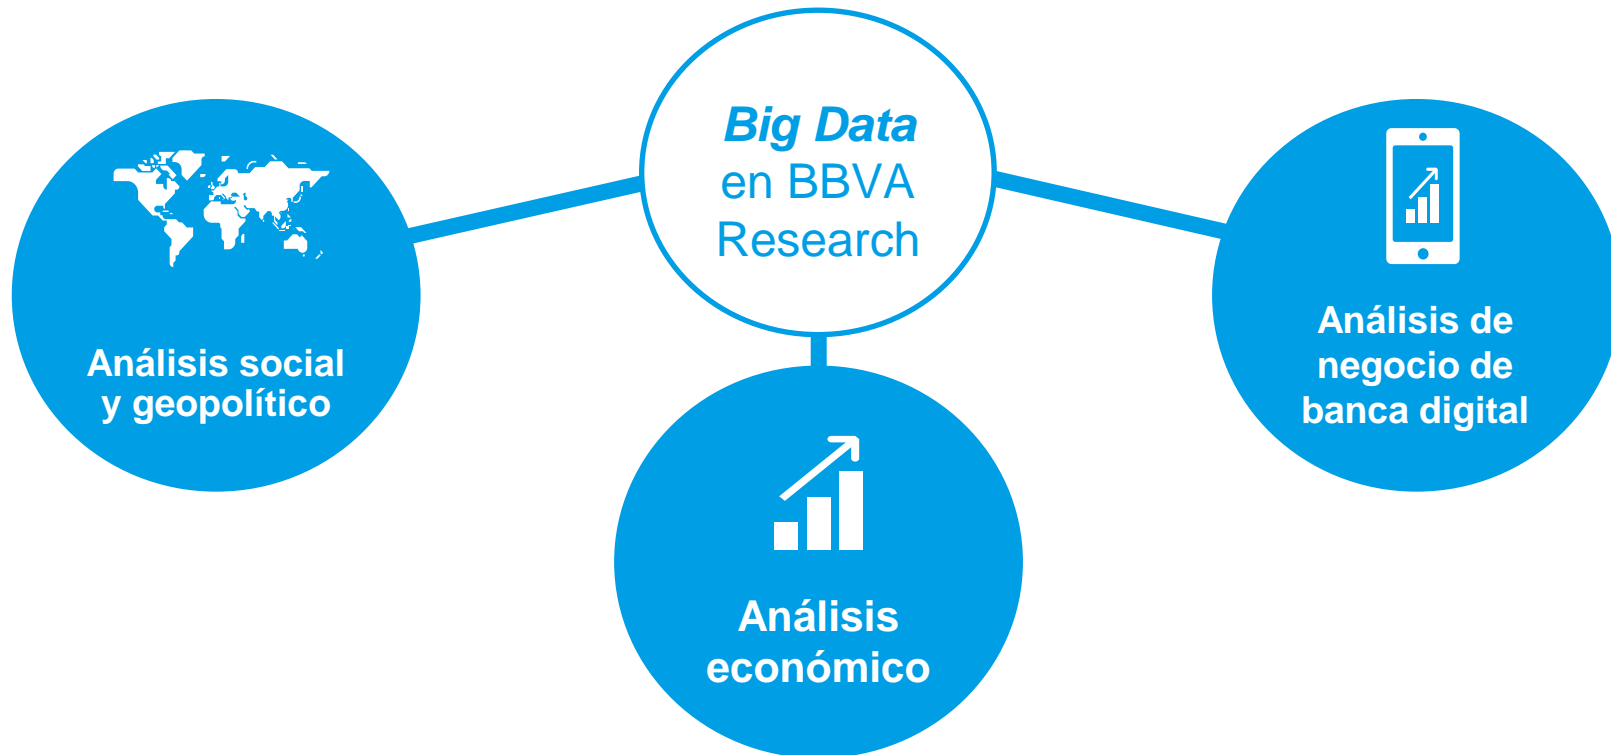 Big Data
en BBVA
Research
Análisis social
y geopolítico
Análisis
económico
Análisis de
negocio de
banca digital